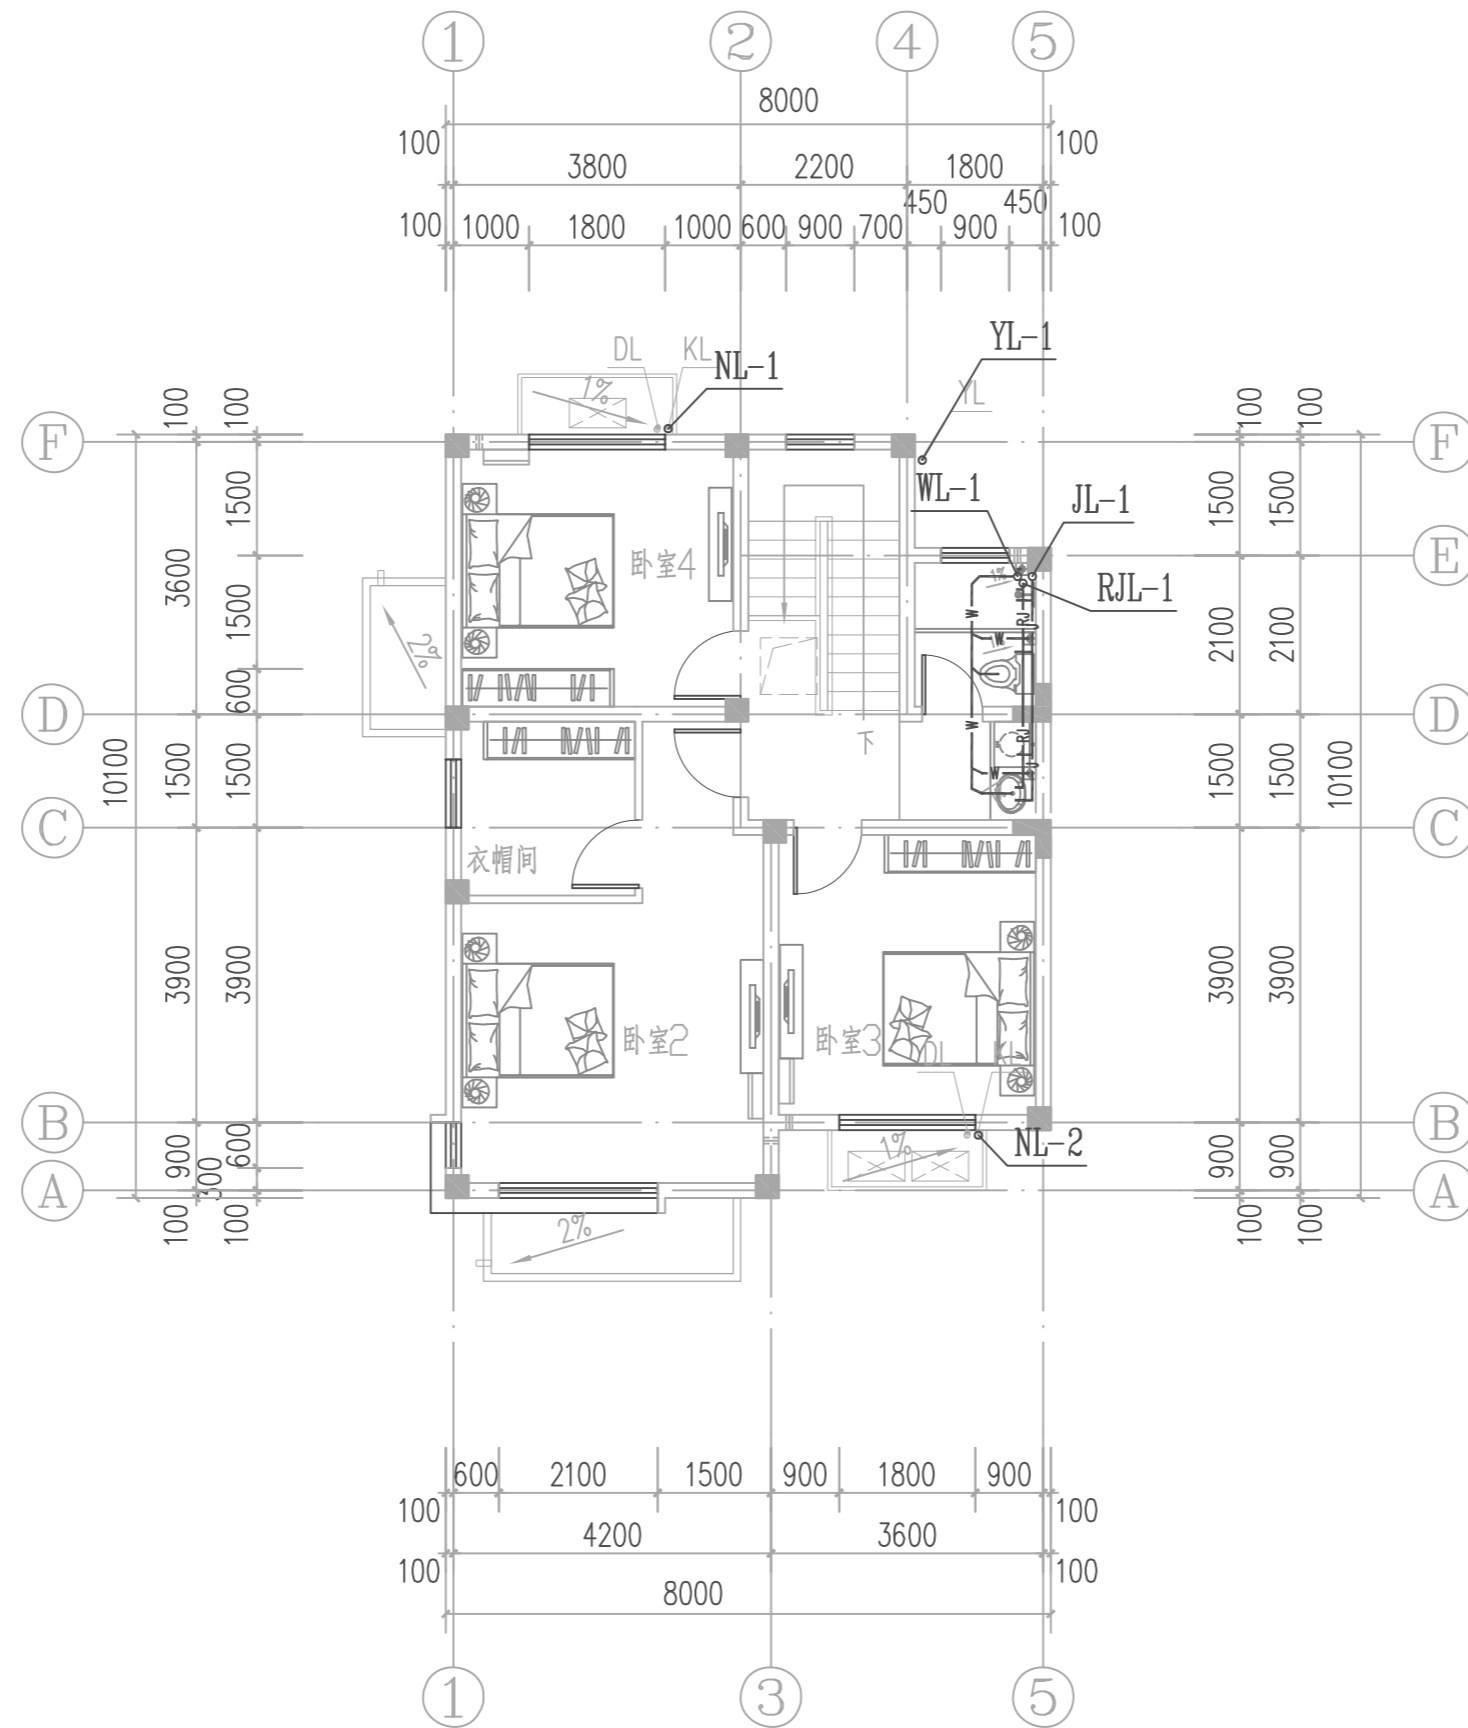 1 2 4 5
8000
100 100
3800 2200 1800
450 450
100 1000 1800 1000 600 900 700 900 100
YL-1
DL KL NL-1
1%
YL
100 100 100 100
F F
WL-1 JL-1
1500 1500 1500
E
3600
卧室4
1%
RJL-1
W RJ
1500 2100 2100
W
2%
600
D D
W RJ
下
10100 1500 1500 1500 1500 10100
W
C C
衣帽间
3900 3900 3900 3900
卧室2 卧室3
DL KL
B B
1% NL-2
900 600 900 900
300
A A
100 100 100 100
2%
600 2100 1500 900 1800 900
100 100
4200 3600
100 100
8000
1 3 5